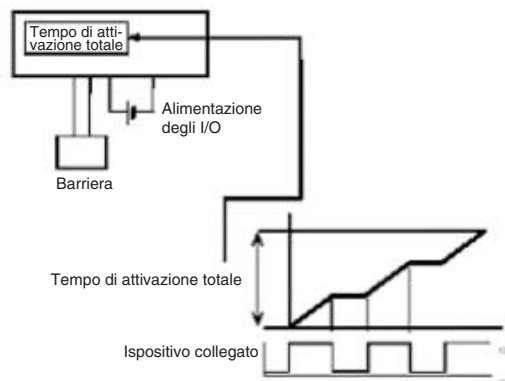 Tempo di atti-
vazione totale
Alimentazione
degli I/O
Barriera
Tempo di attivazione totale
Ispositivo collegato